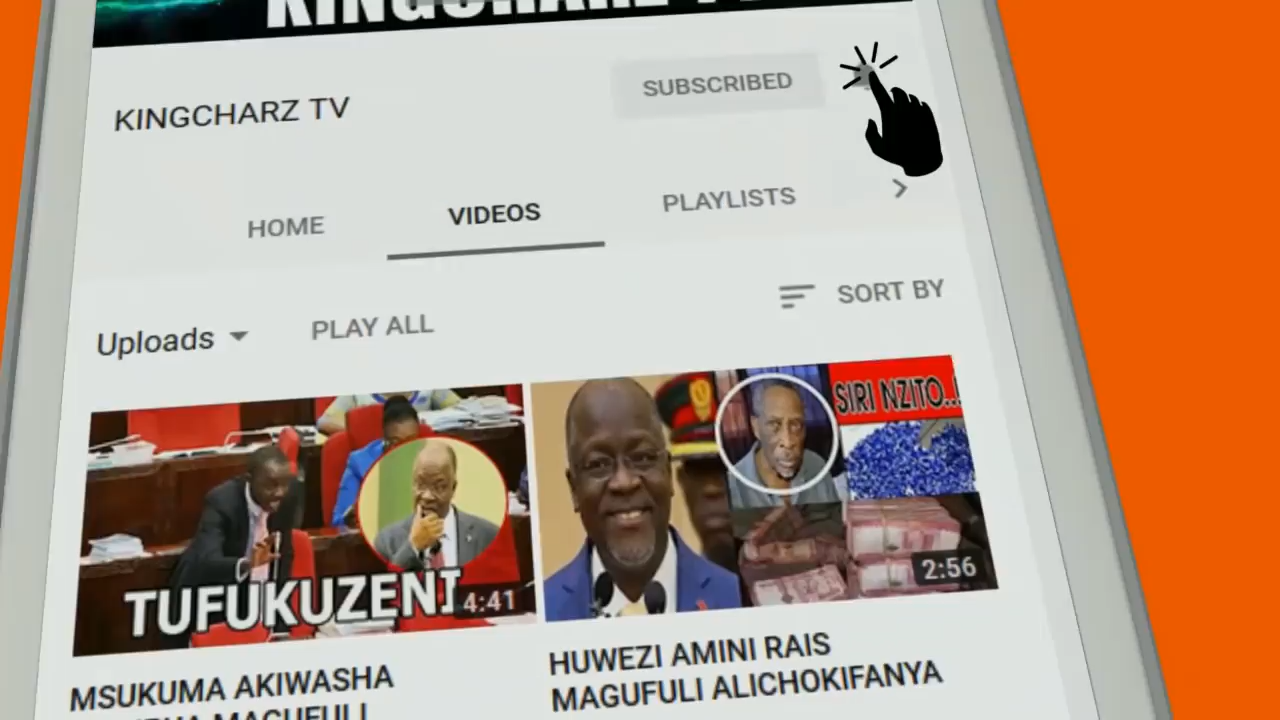 KINGCHARZ TV
SUBSCRIBED
HOME
VIDEOS
PLAYLISTS
SORT BY
Uploads
PLAY ALL
SIRI NZITO..!
TUFUKUZENI
4:41
2:56
MSUKUMA AKIWASHA
MAGUFULI
HUWEZI AMINI RAIS
MAGUFULI ALICHOKIFANYA